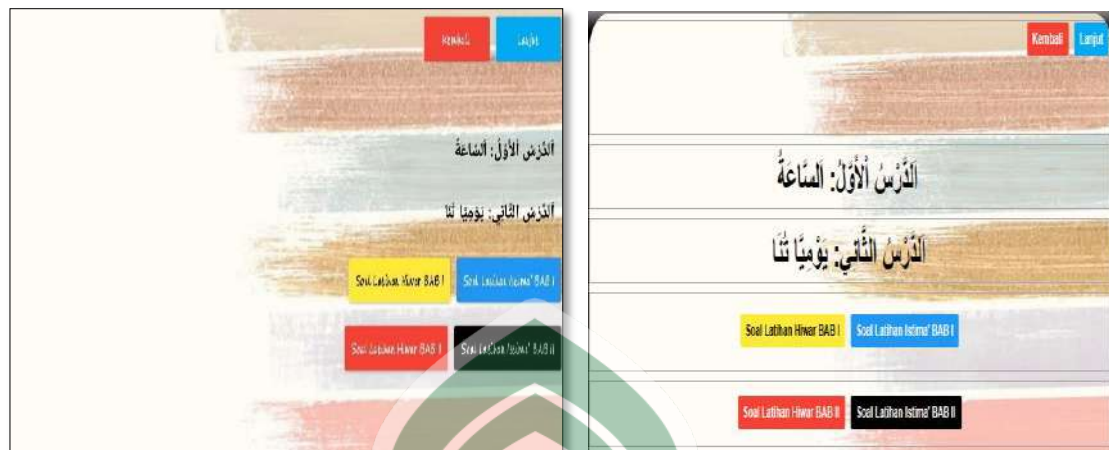 Kembali Lanjut
اَلدَّرْسُ اْلأَوَّلُ: اَلسَّاعَةُ
اَلدَّرْسُ الثَّانِي: يَوْمِيَّا تُنَا
Soal Latihan Hiwar BAB I Soal Latihan Istima' BAB I
Soal Latihan Hiwar BAB II Soal Latihan Istima' BAB II
Kembali Lanjut
اَلدَّرْسُ اْلأَوَّلُ: اَلسَّاعَةُ
اَلدَّرْسُ الثَّانِي: يَوْمِيَّا تُنَا
Soal Latihan Hiwar BAB I Soal Latihan Istima' BAB I
Soal Latihan Hiwar BAB II Soal Latihan Istima' BAB II